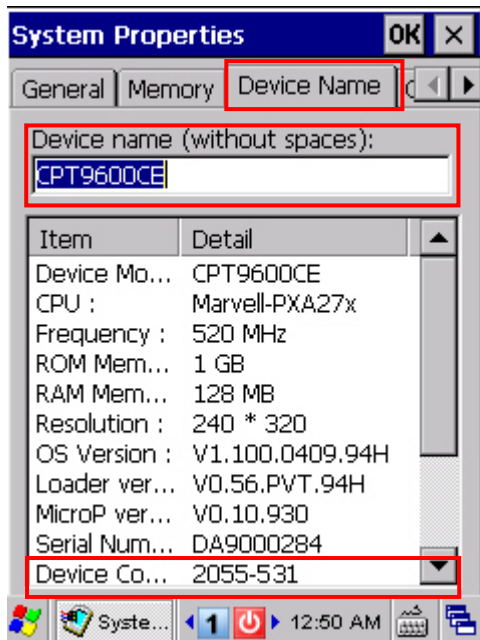 System Properties OK ×
General Memory Device Name
Device name (without spaces):
CPT9600CE
Item Detail
Device Mo... CPT9600CE
CPU : Marvell-PXA27x
Frequency : 520 MHz
ROM Mem... 1 GB
RAM Mem... 128 MB
Resolution : 240 * 320
OS Version : V1.100.0409.94H
Loader ver... V0.56.PVT.94H
MicroP ver... V0.10.930
Serial Num... DA9000284
Device Co... 2055-531
Syste... 1 12:50 AM